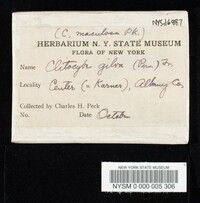 (C. maculosa Pk.)
NYSf6887
HERBARIUM N. Y. STATE MUSEUM
FLORA OF NEW YORK
Name Clitocybe gilva (Pers.) Fr.
Locality Center (= Karner), Albany Co.
Collected by Charles H. Peck
No. Date October
NEW YORK STATE MUSEUM
NYSM 0 000 005 306